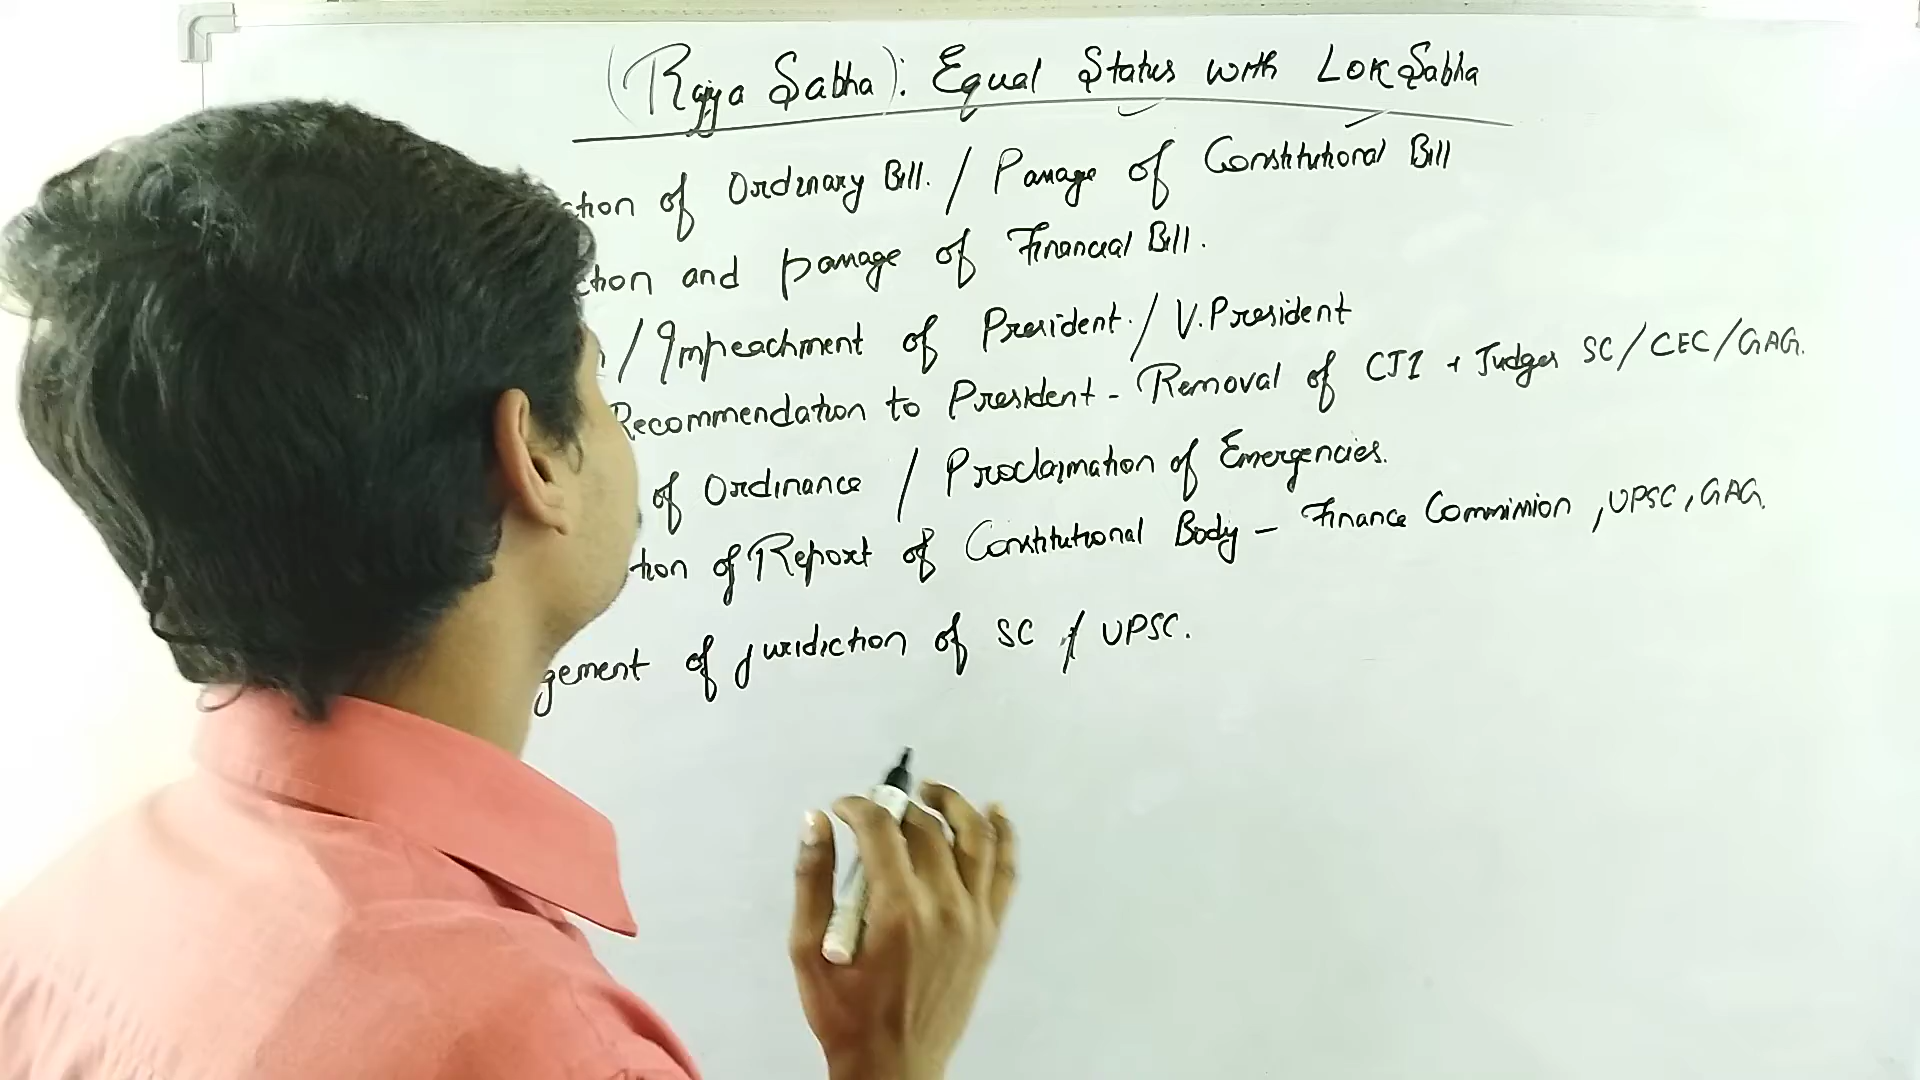 (Rajya Sabha): Equal Status with Lok Sabha
ction of Ordinary Bill. / Passage of Constitutional Bill
ction and passage of Financial Bill.
n / Impeachment of President. / V. President
Recommendation to President - Removal of CJI + Judges SC/CEC/CAG.
of Ordinance / Proclamation of Emergencies.
tion of Report of Constitutional Body - Finance Commission, UPSC, CAG.
gement of juridiction of SC / UPSC.